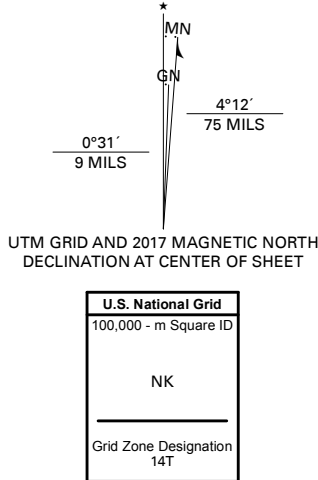 MN
GN
4°12´
75 MILS
0°31´
9 MILS
UTM GRID AND 2017 MAGNETIC NORTH
DECLINATION AT CENTER OF SHEET
U.S. National Grid
100,000 - m Square ID
NK
Grid Zone Designation
14T